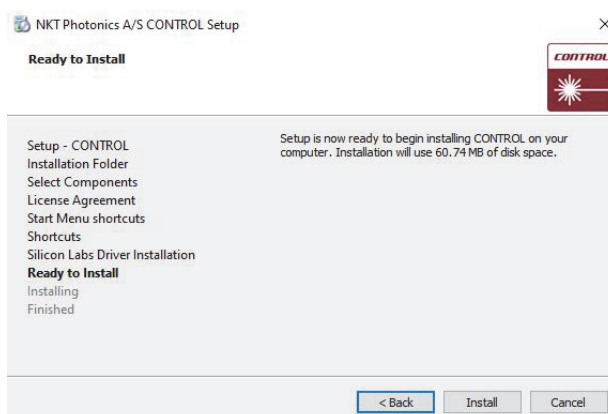 NKT Photonics A/S CONTROL Setup
Ready to Install
CONTROL
Setup - CONTROL
Installation Folder
Select Components
License Agreement
Start Menu shortcuts
Shortcuts
Silicon Labs Driver Installation
Ready to Install
Installing
Finished
Setup is now ready to begin installing CONTROL on your
computer. Installation will use 60.74 MB of disk space.
< Back
Install
Cancel